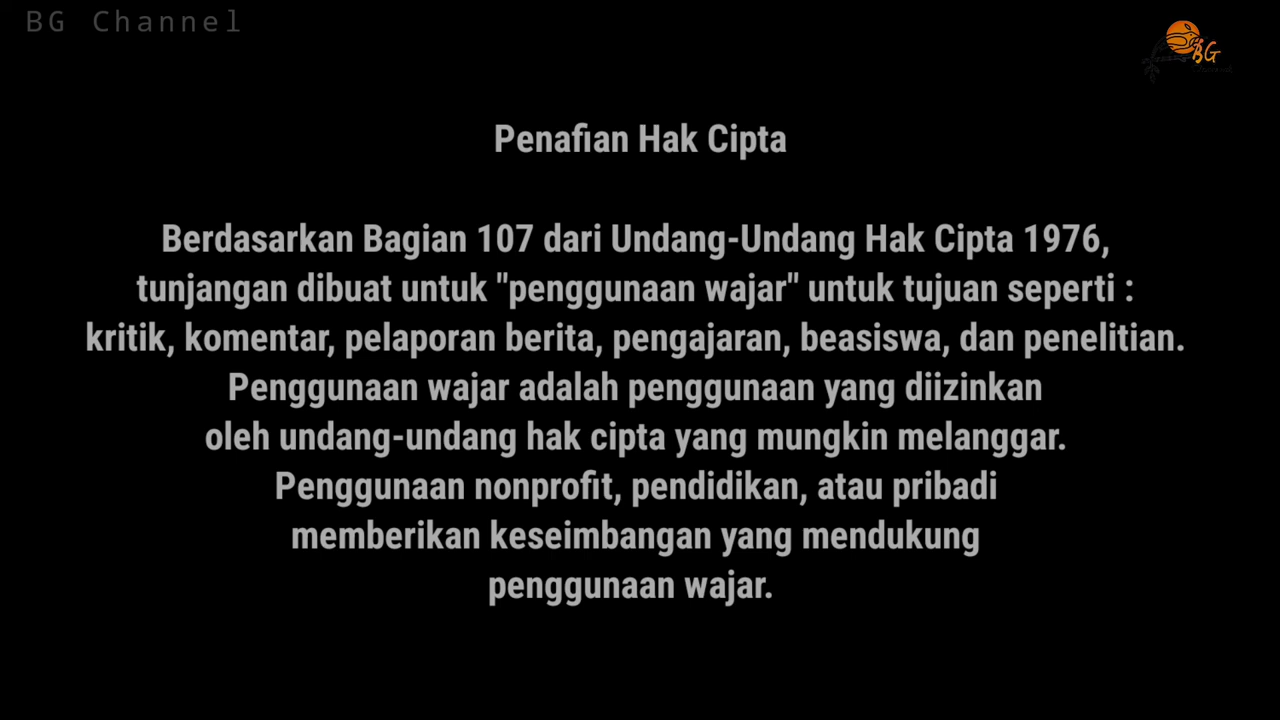 BG Channel
BG
Penafian Hak Cipta
Berdasarkan Bagian 107 dari Undang-Undang Hak Cipta 1976,
tunjangan dibuat untuk "penggunaan wajar" untuk tujuan seperti :
kritik, komentar, pelaporan berita, pengajaran, beasiswa, dan penelitian.
Penggunaan wajar adalah penggunaan yang diizinkan
oleh undang-undang hak cipta yang mungkin melanggar.
Penggunaan nonprofit, pendidikan, atau pribadi
memberikan keseimbangan yang mendukung
penggunaan wajar.